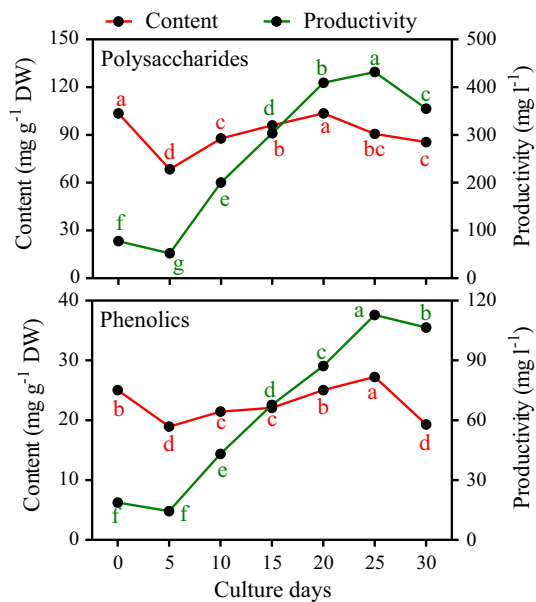 Content Productivity
Polysaccharides
Content (mg g⁻¹ DW)
150
120
90
60
30
0
Productivity (mg l⁻¹)
500
400
300
200
100
0
a d c b a bc c
f g e d b a c
Phenolics
Content (mg g⁻¹ DW)
40
30
20
10
0
Productivity (mg l⁻¹)
120
90
60
30
0
b d c c b a d
f f e d c a b
0 5 10 15 20 25 30
Culture days